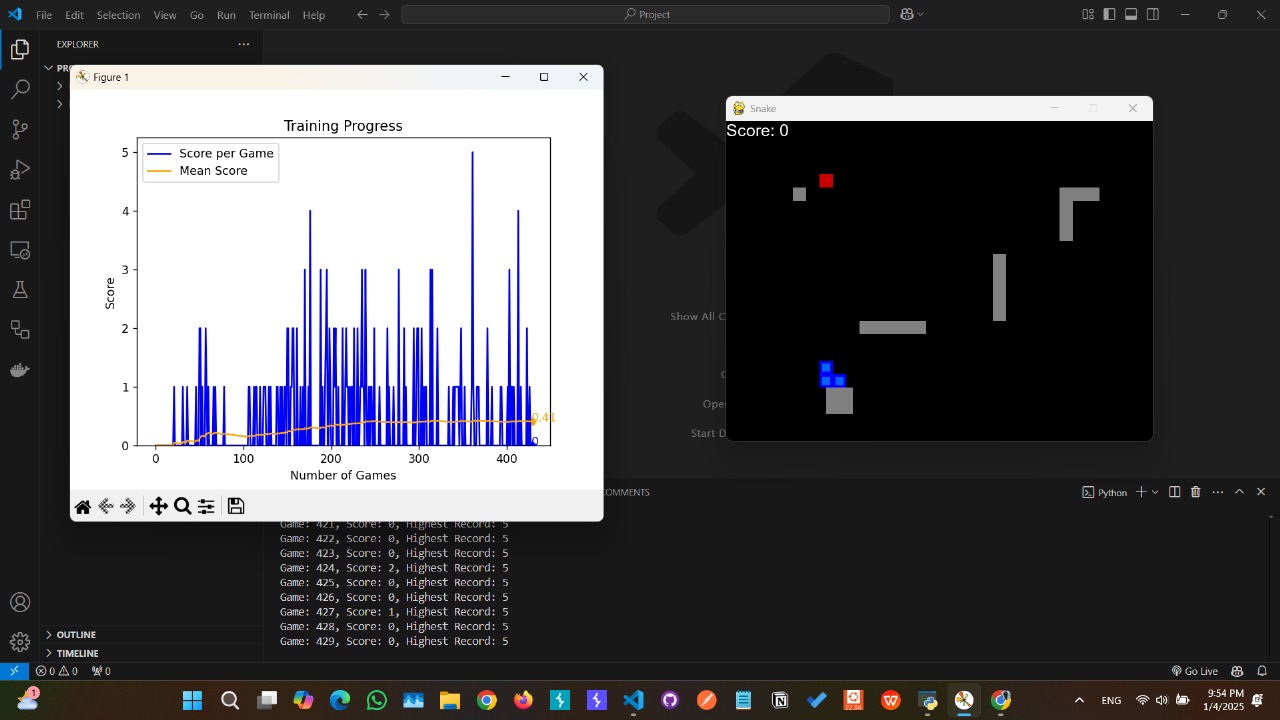 File Edit Selection View Go Run Terminal Help
Project
EXPLORER
PRO
Figure 1
Training Progress
Score per Game
Mean Score
5
4
3
2
1
0
Score
0.41
0
0 100 200 300 400
Number of Games
Snake
Score: 0
Show All C
Open
Start D
COMMENTS
Python
Game: 421, Score: 0, Highest Record: 5
Game: 422, Score: 0, Highest Record: 5
Game: 423, Score: 0, Highest Record: 5
Game: 424, Score: 2, Highest Record: 5
Game: 425, Score: 0, Highest Record: 5
Game: 426, Score: 0, Highest Record: 5
Game: 427, Score: 1, Highest Record: 5
Game: 428, Score: 0, Highest Record: 5
Game: 429, Score: 0, Highest Record: 5
OUTLINE
TIMELINE
0 0 0
Go Live
1
22.04
ENG
9:54 PM
1/4/2025